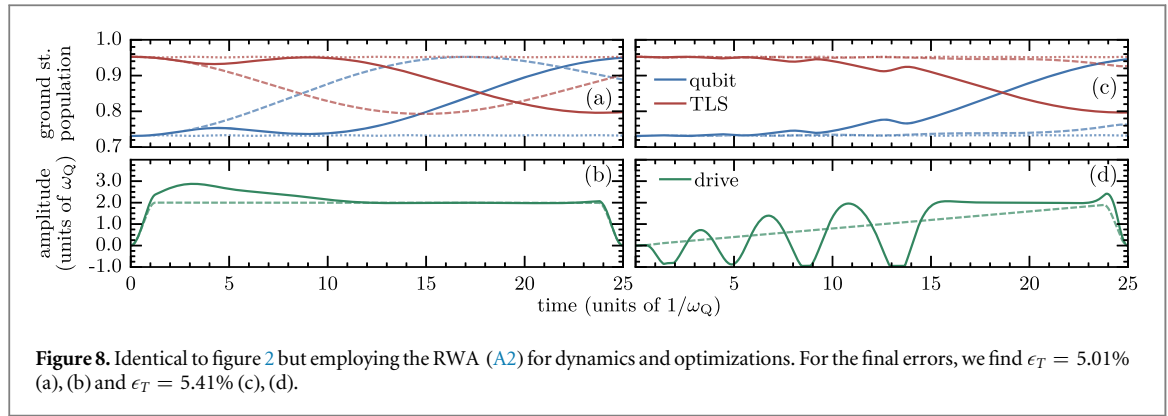 ground st.
population
1.0
0.9
0.8
0.7
(a)
qubit
TLS
(c)
amplitude
(units of ωQ)
3.0
2.0
1.0
0.0
-1.0
(b)
drive
(d)
0 5 10 15 20 25 5 10 15 20 25
time (units of 1/ωQ)
Figure 8. Identical to figure 2 but employing the RWA (A2) for dynamics and optimizations. For the final errors, we find ϵT = 5.01%
(a), (b) and ϵT = 5.41% (c), (d).